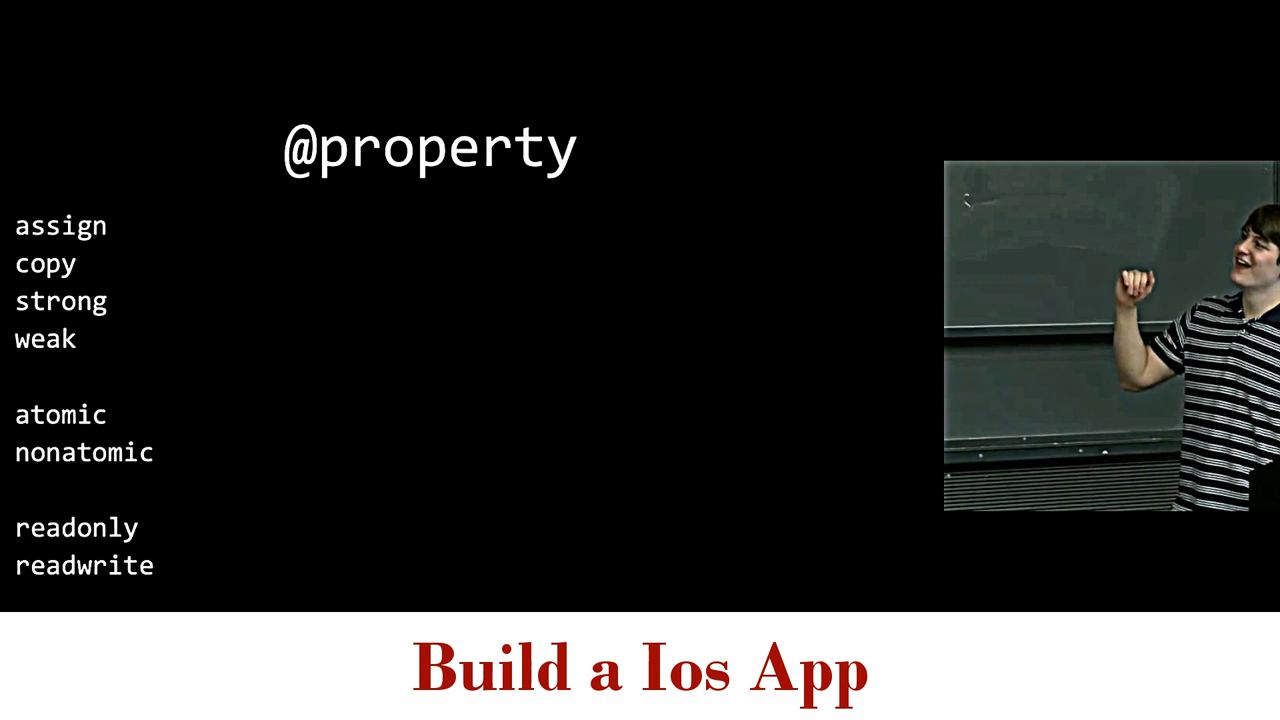 @property
assign
copy
strong
weak
atomic
nonatomic
readonly
readwrite
Build a Ios App